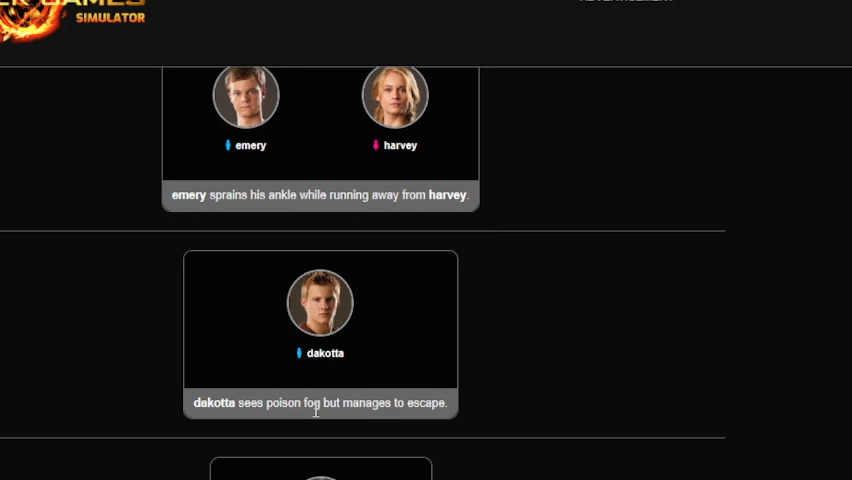 SIMULATOR
emery
harvey
emery sprains his ankle while running away from harvey.
dakotta
dakotta sees poison fog but manages to escape.